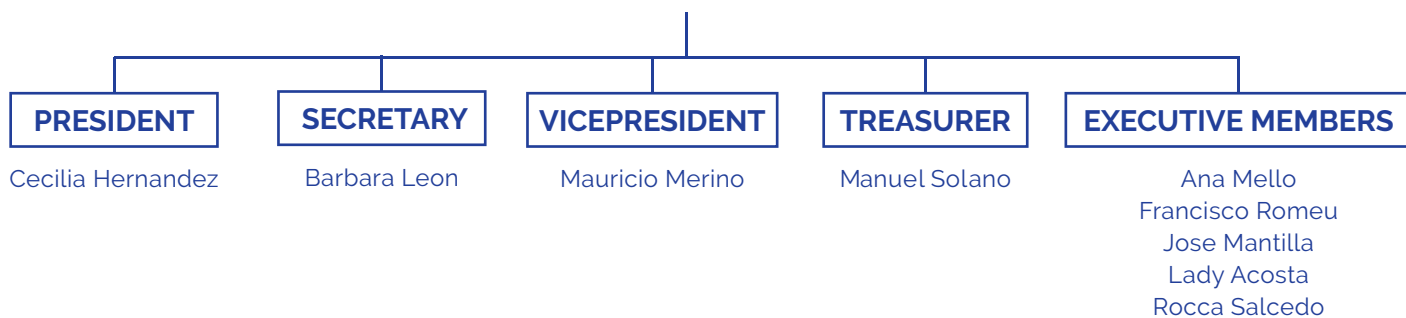 PRESIDENT
Cecilia Hernandez
SECRETARY
Barbara Leon
VICEPRESIDENT
Mauricio Merino
TREASURER
Manuel Solano
EXECUTIVE MEMBERS
Ana Mello
Francisco Romeu
Jose Mantilla
Lady Acosta
Rocca Salcedo